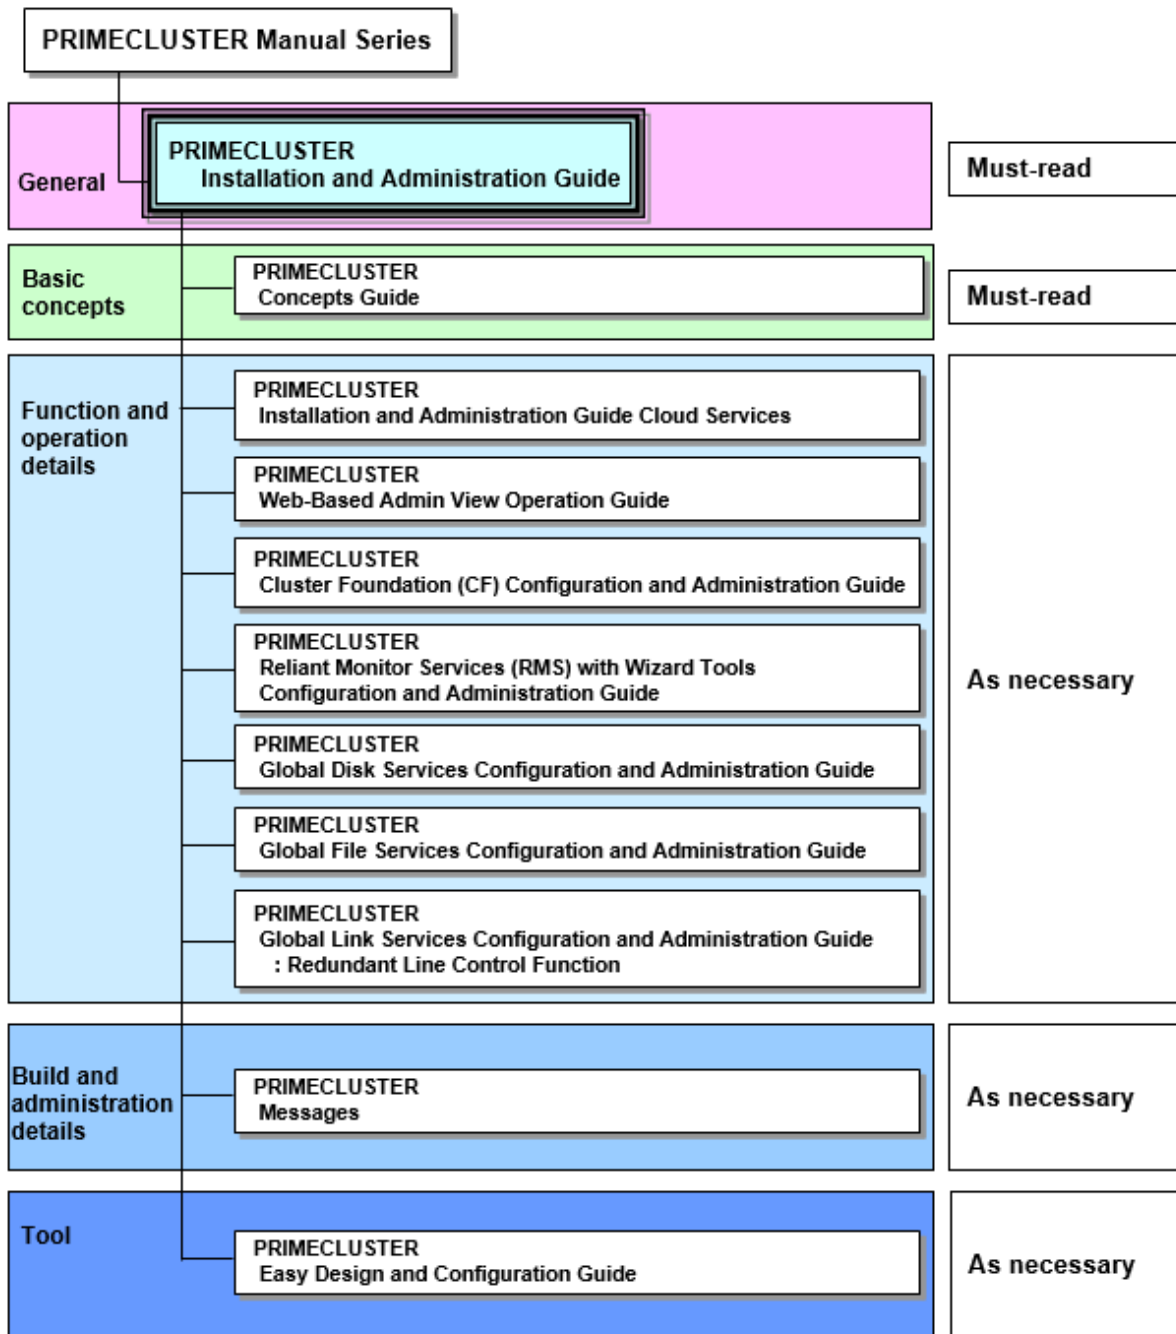 PRIMECLUSTER Manual Series
General
PRIMECLUSTER
Installation and Administration Guide
Must-read
Basic
concepts
PRIMECLUSTER
Concepts Guide
Must-read
Function and
operation
details
PRIMECLUSTER
Installation and Administration Guide Cloud Services
PRIMECLUSTER
Web-Based Admin View Operation Guide
PRIMECLUSTER
Cluster Foundation (CF) Configuration and Administration Guide
PRIMECLUSTER
Reliant Monitor Services (RMS) with Wizard Tools
Configuration and Administration Guide
PRIMECLUSTER
Global Disk Services Configuration and Administration Guide
PRIMECLUSTER
Global File Services Configuration and Administration Guide
PRIMECLUSTER
Global Link Services Configuration and Administration Guide
: Redundant Line Control Function
As necessary
Build and
administration
details
PRIMECLUSTER
Messages
As necessary
Tool
PRIMECLUSTER
Easy Design and Configuration Guide
As necessary